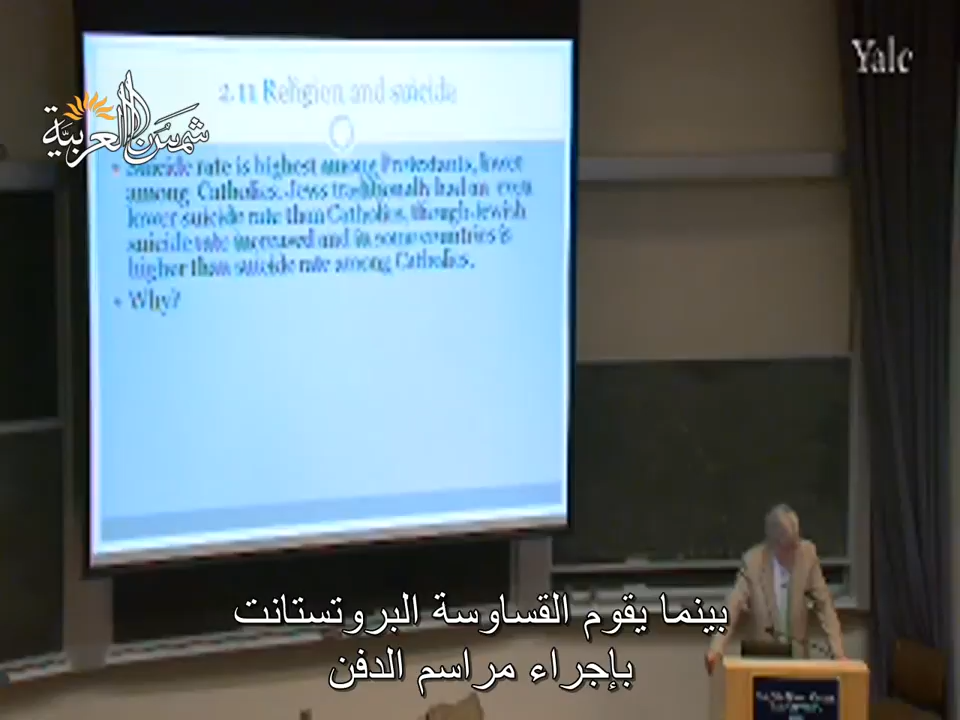 Yale
شمس العربية
2.11 Religion and suicide
Suicide rate is highest among Protestants, lower
among Catholics. Jews traditionally had an even
lower suicide rate than Catholics, though Jewish
suicide rate increased and in some countries is
higher than suicide rate among Catholics.
Why?
بينما يقوم القساوسة البروتستانت
بإجراء مراسم الدفن